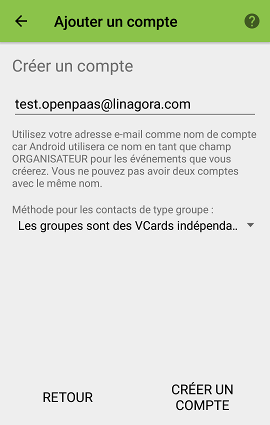 Ajouter un compte
Créer un compte
test.openpaas@linagora.com
Utilisez votre adresse e-mail comme nom de compte
car Android utilisera ce nom en tant que champ
ORGANISATEUR pour les événements que vous
créerez. Vous ne pouvez pas avoir deux comptes
avec le même nom.
Méthode pour les contacts de type groupe :
Les groupes sont des VCards indépenda..
RETOUR
CRÉER UN
COMPTE